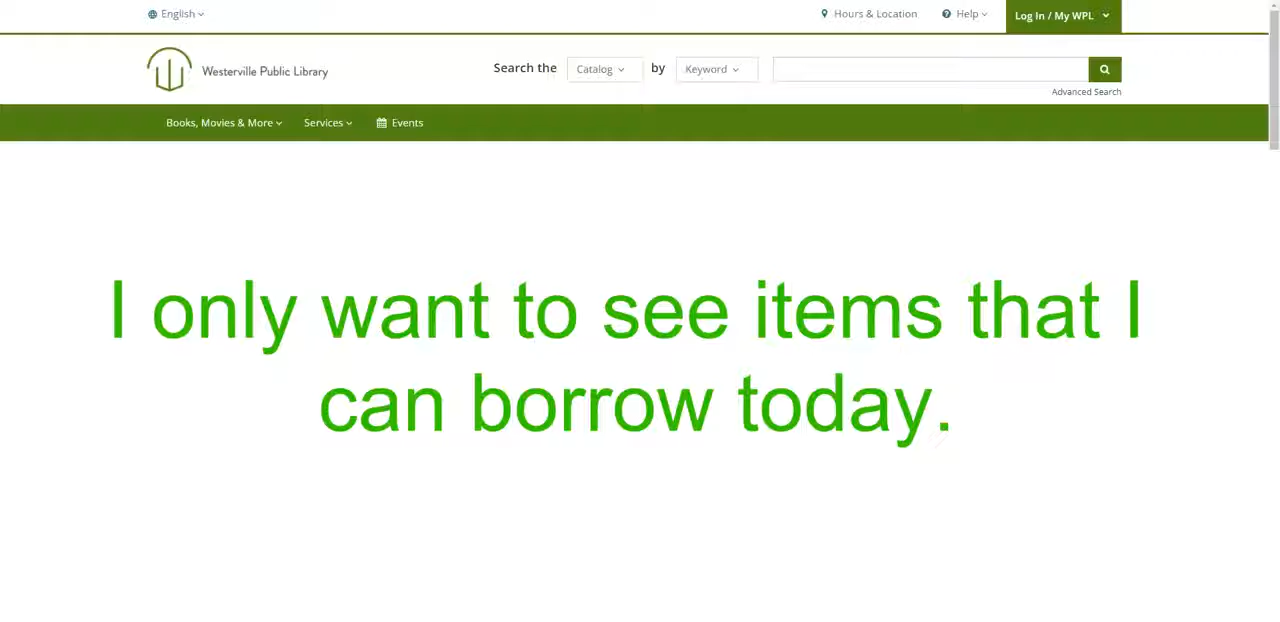 English
Hours & Location
Help
Log In / My WPL
Westerville Public Library
Search the
Catalog
by
Keyword
Advanced Search
Books, Movies & More
Services
Events
I only want to see items that I
can borrow today.